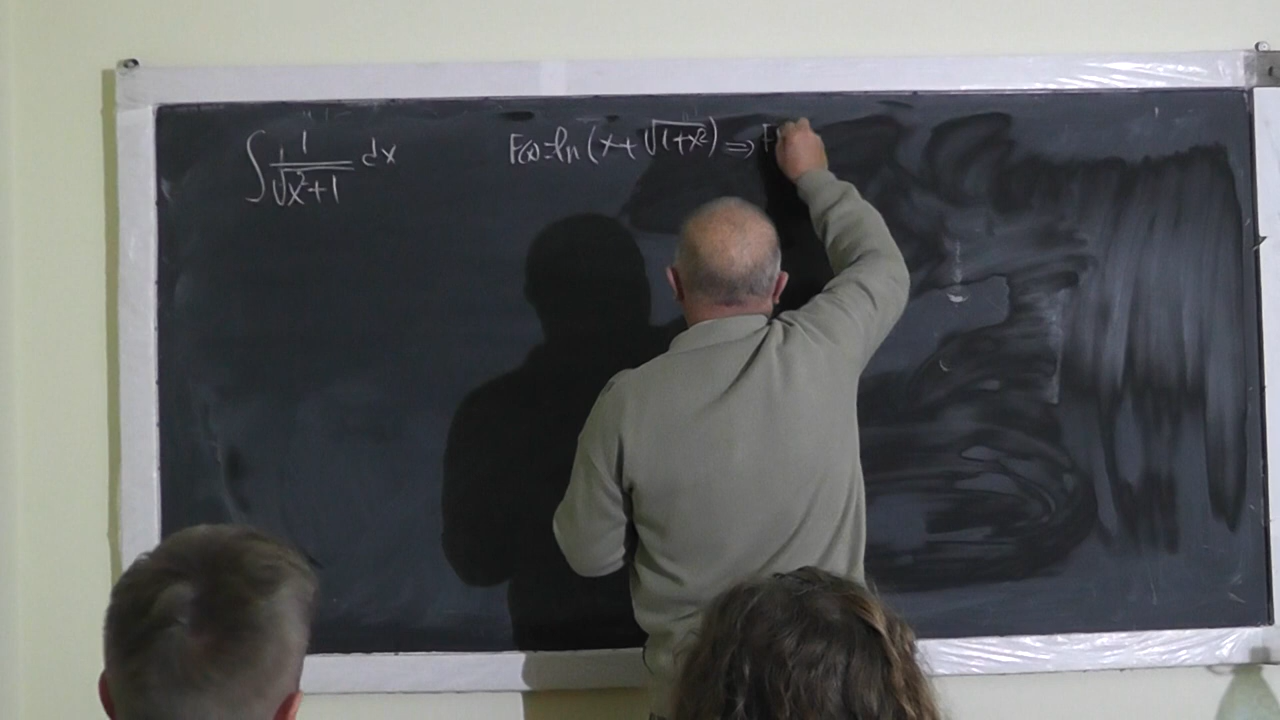 ∫ 1/√(x²+1) dx
F(x)=ln(x+√(1+x²)) ⇒ F